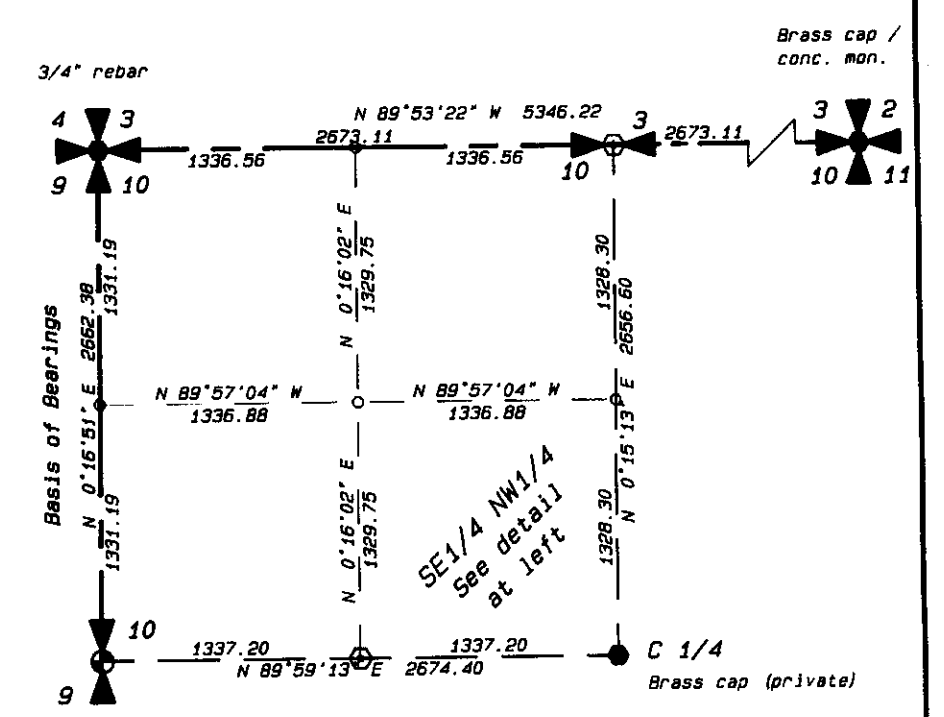 Brass cap /
conc. mon.
3/4" rebar
4 3
9 10
N 89°53'22" W 5346.22
2673.11
1336.56
1336.56
3
10
2673.11
3 2
10 11
1331.19
N 0°16'51" E 2662.38
1331.19
Basis of Bearings
N 0°16'02" E
1329.75
1328.30
N 0°15'13 E 2656.60
1328.30
N 89°57'04" W
1336.88
N 89°57'04" W
1336.88
N 0°16'02" E
1329.75
SE1/4 NW1/4
See detail
at left
10
9
1337.20
1337.20
N 89°59'13" E 2674.40
C 1/4
Brass cap (private)